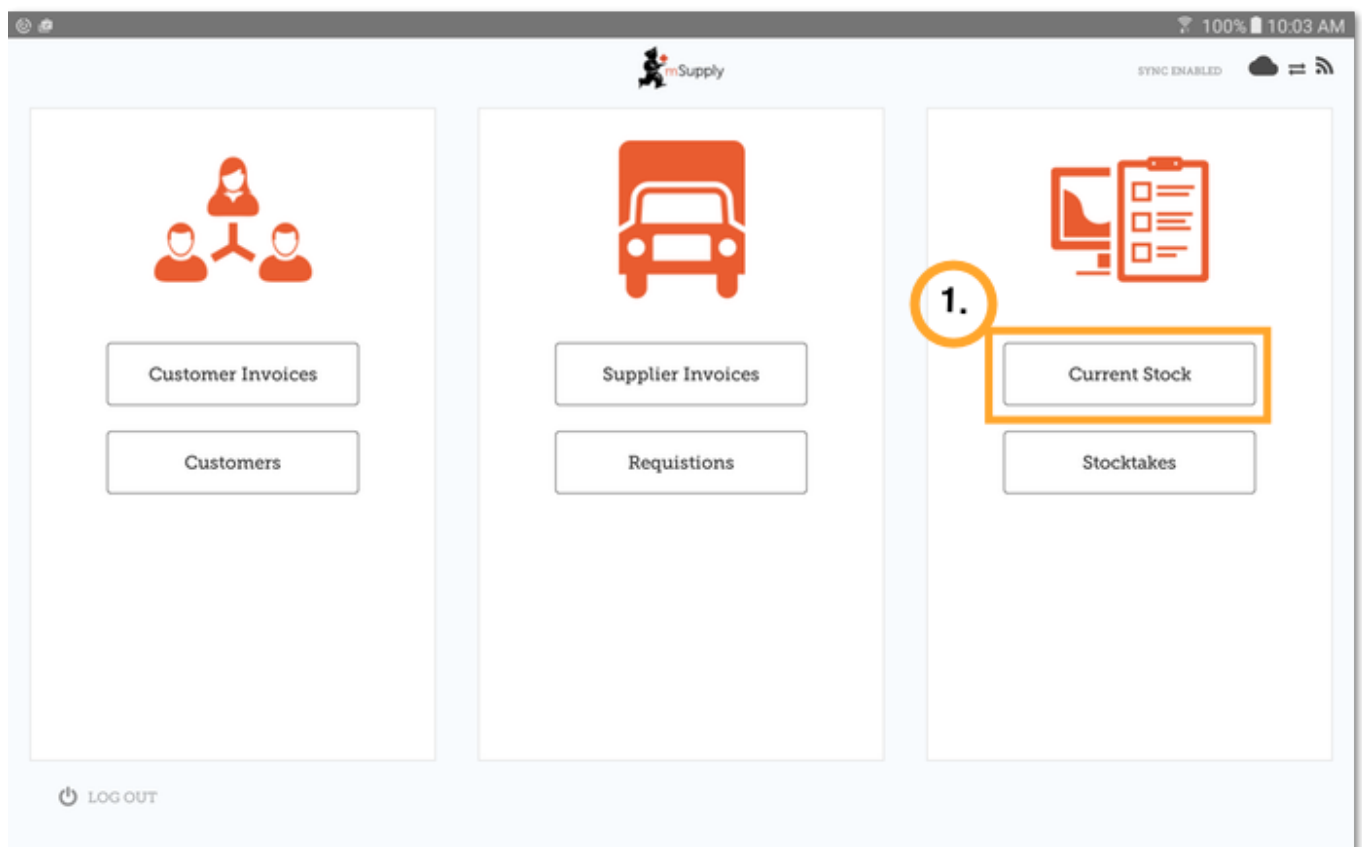 100% 10:03 AM
mSupply
SYNC ENABLED
1.
Customer Invoices
Supplier Invoices
Current Stock
Customers
Requistions
Stocktakes
LOG OUT